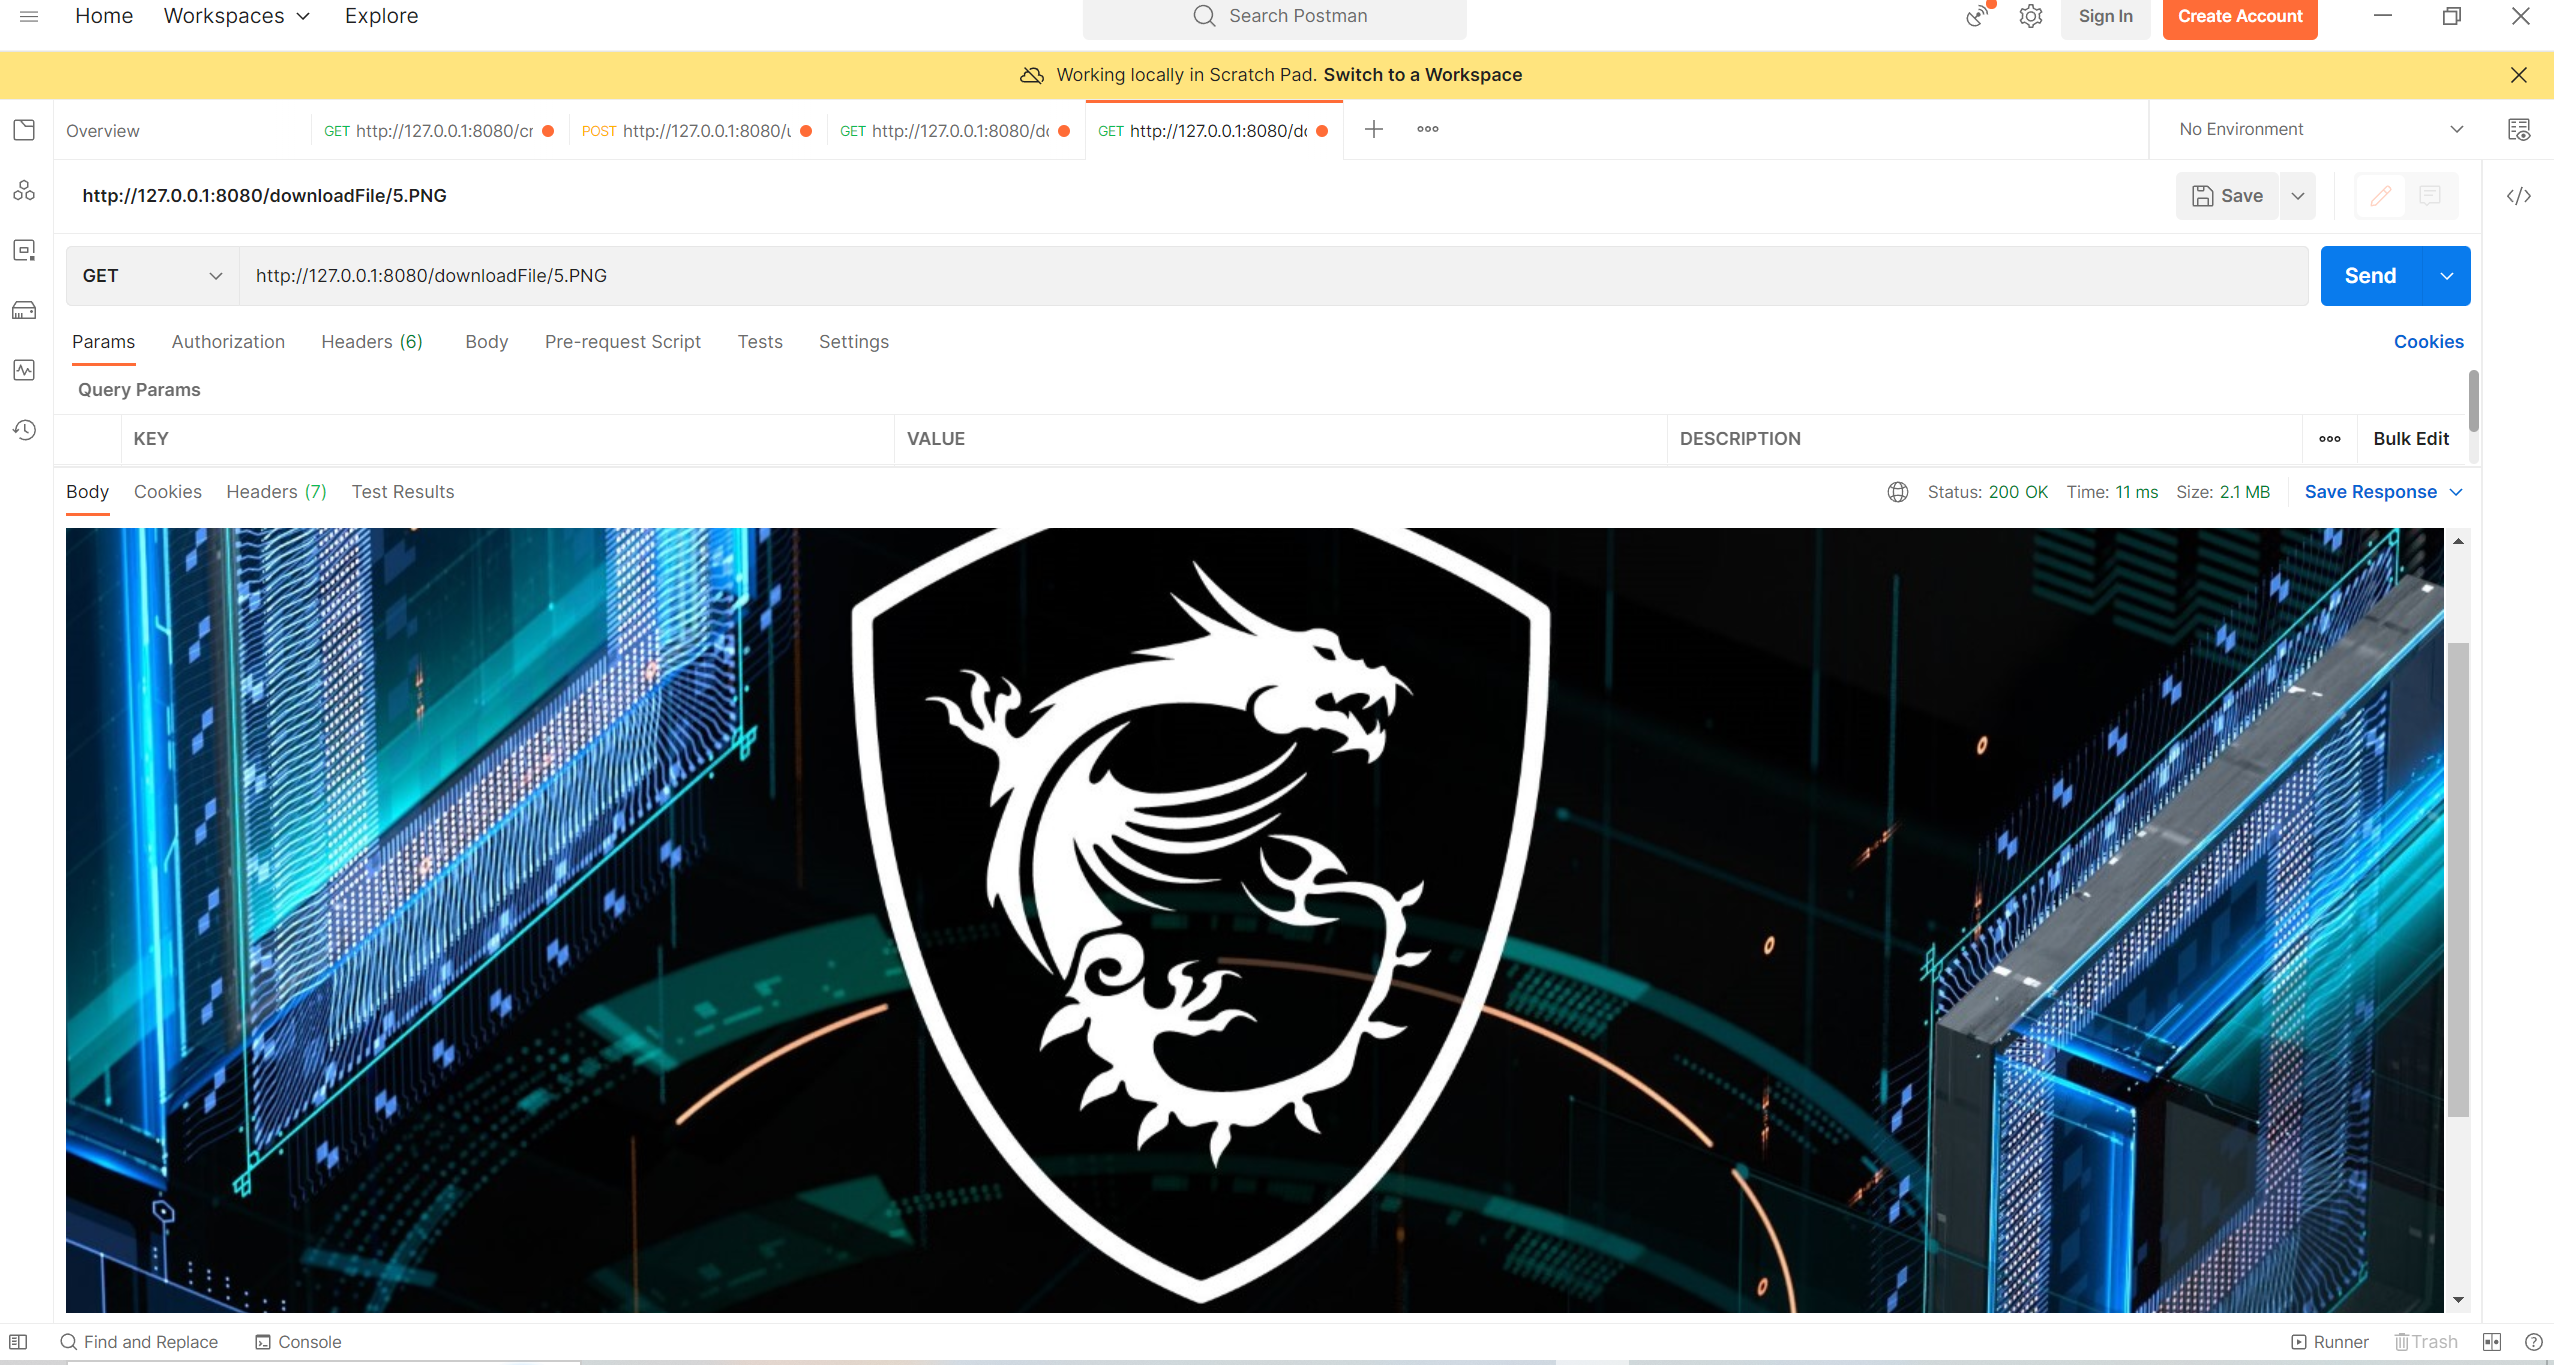 Home Workspaces Explore Search Postman Sign In Create Account
Working locally in Scratch Pad. Switch to a Workspace
Overview GET http://127.0.0.1:8080/cr POST http://127.0.0.1:8080/u GET http://127.0.0.1:8080/do GET http://127.0.0.1:8080/do No Environment
http://127.0.0.1:8080/downloadFile/5.PNG Save
GET http://127.0.0.1:8080/downloadFile/5.PNG Send
Params Authorization Headers (6) Body Pre-request Script Tests Settings Cookies
Query Params
KEY VALUE DESCRIPTION Bulk Edit
Body Cookies Headers (7) Test Results Status: 200 OK Time: 11 ms Size: 2.1 MB Save Response
Find and Replace Console Runner Trash